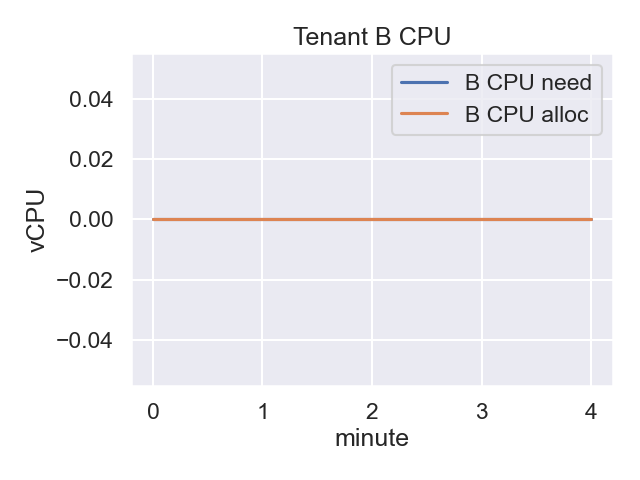 Tenant B CPU
B CPU need
B CPU alloc
vCPU
0.04
0.02
0.00
−0.02
−0.04
0
1
2
3
4
minute